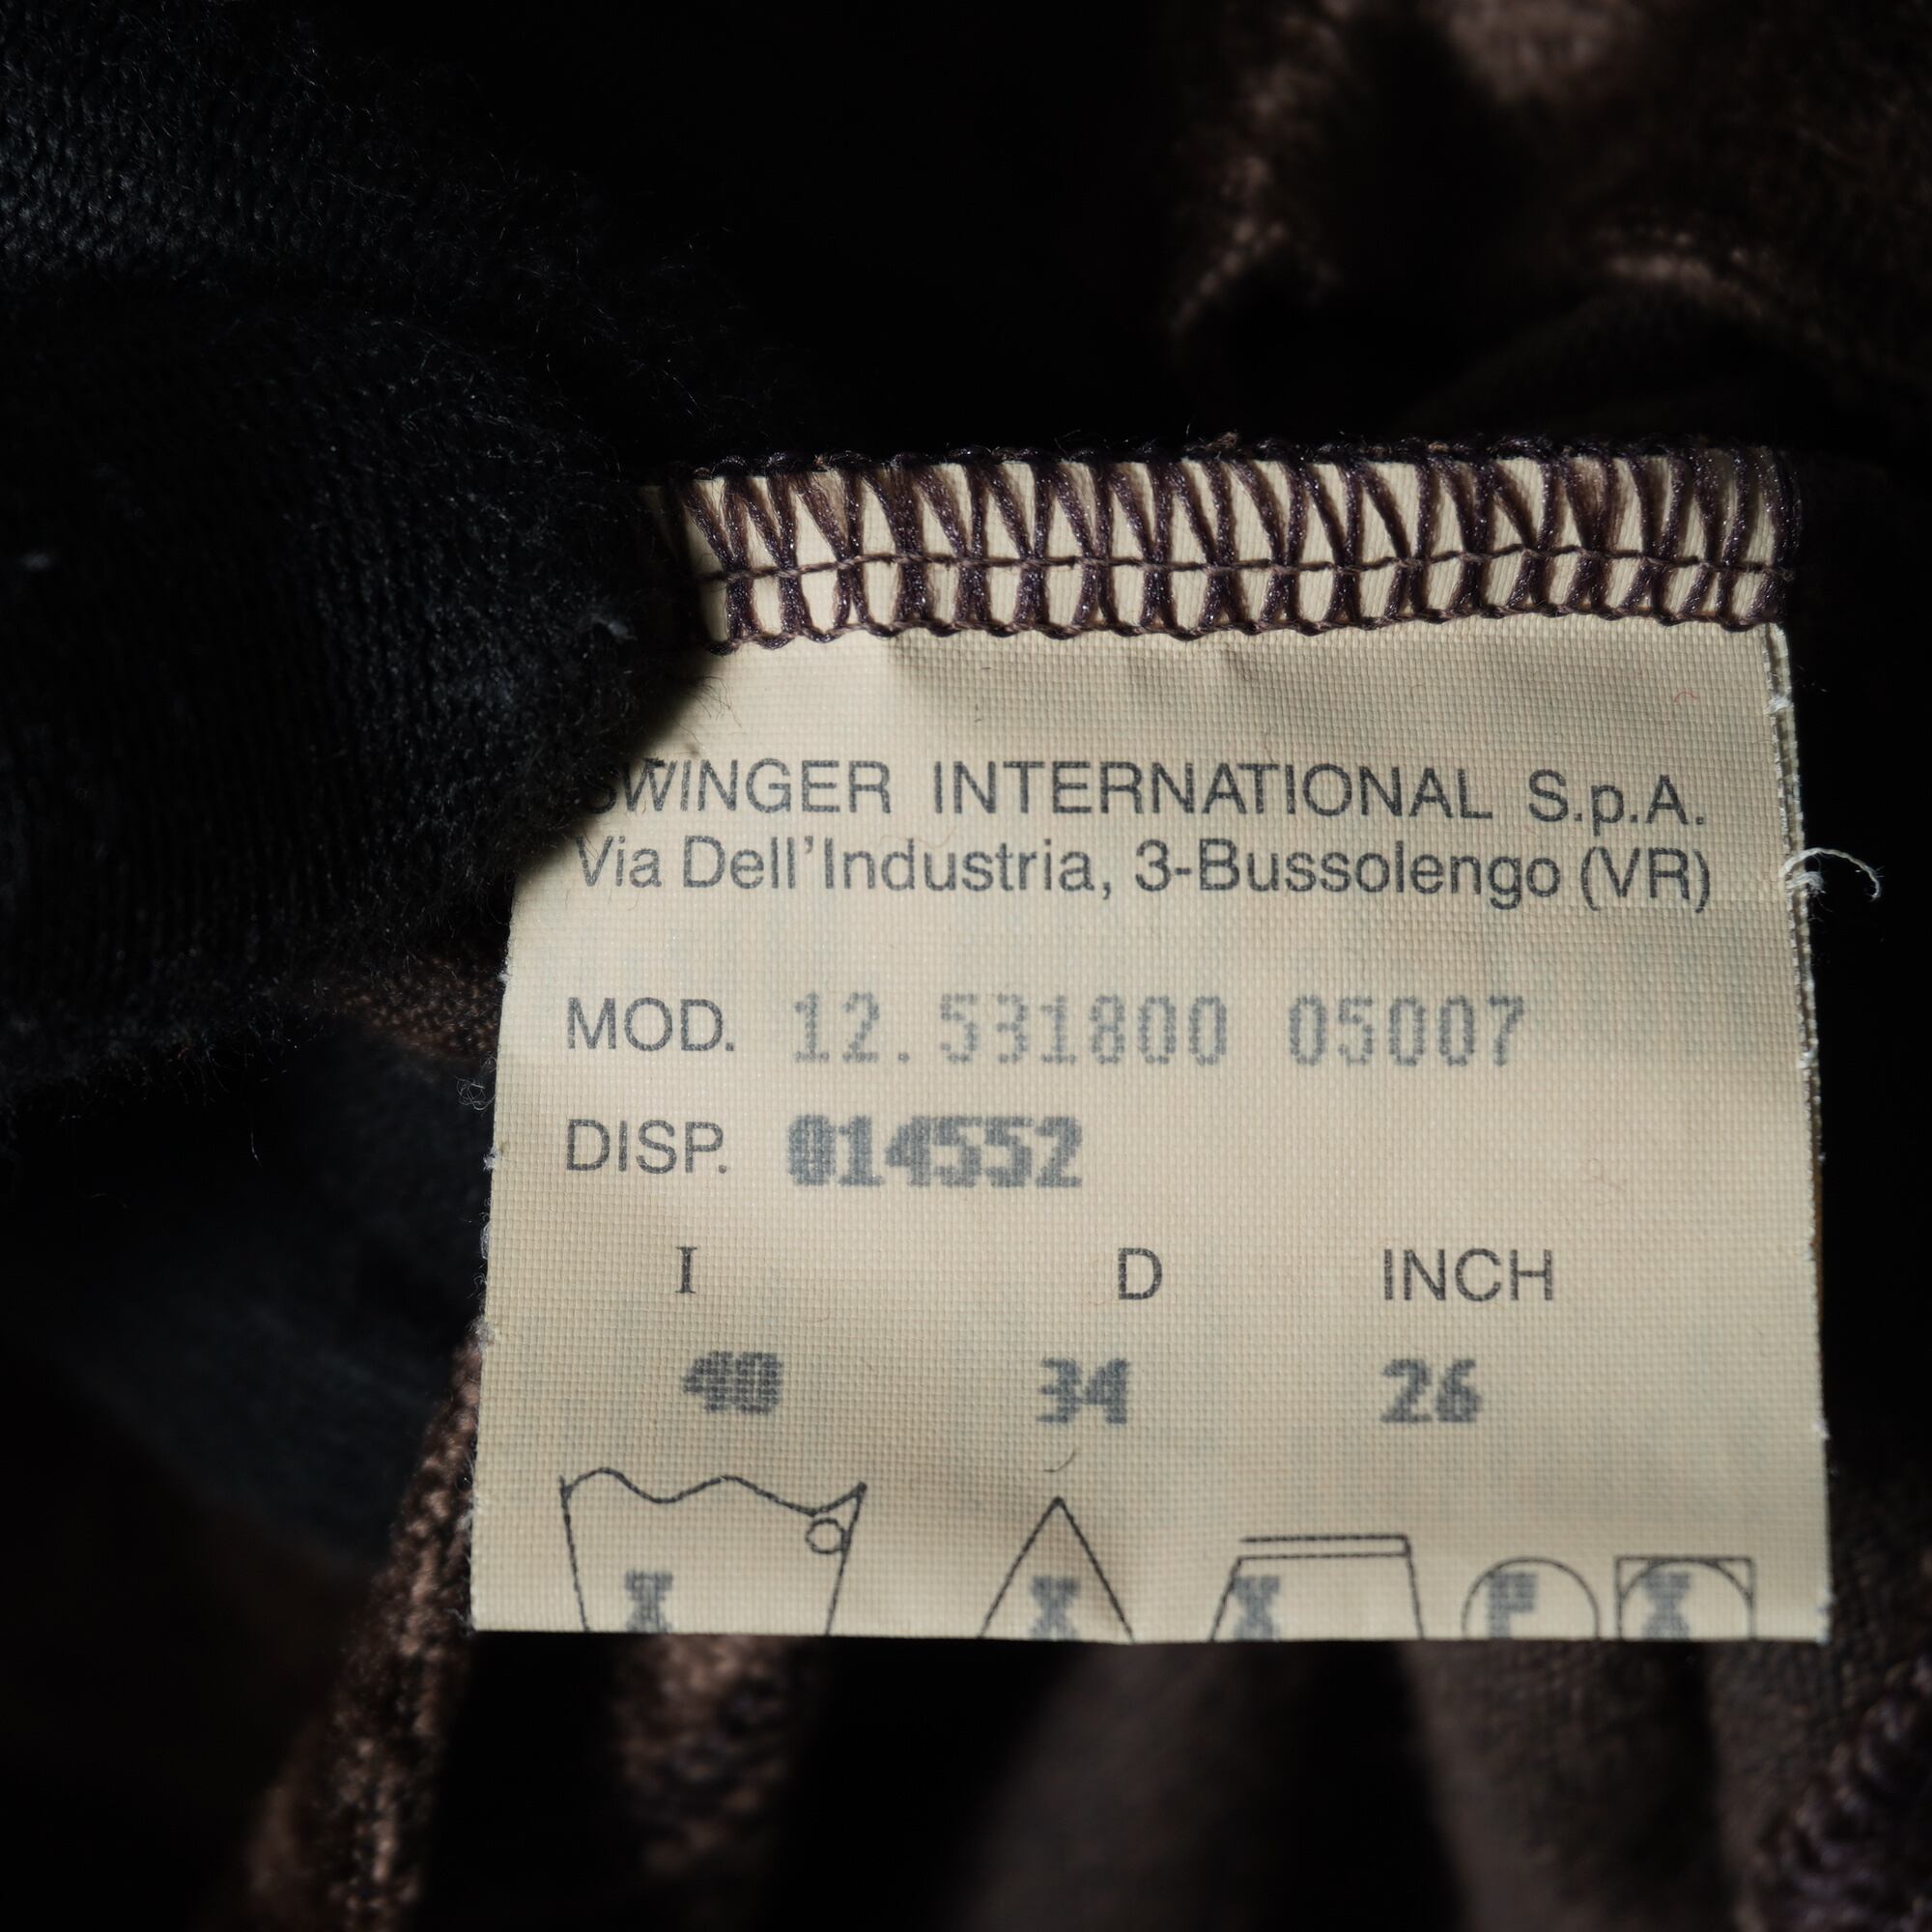 SWINGER INTERNATIONAL S.p.A.
Via Dell'Industria, 3-Bussolengo (VR)
MOD. 12.531800 05007
DISP. 014552
I D INCH
40 34 26
X X X P X